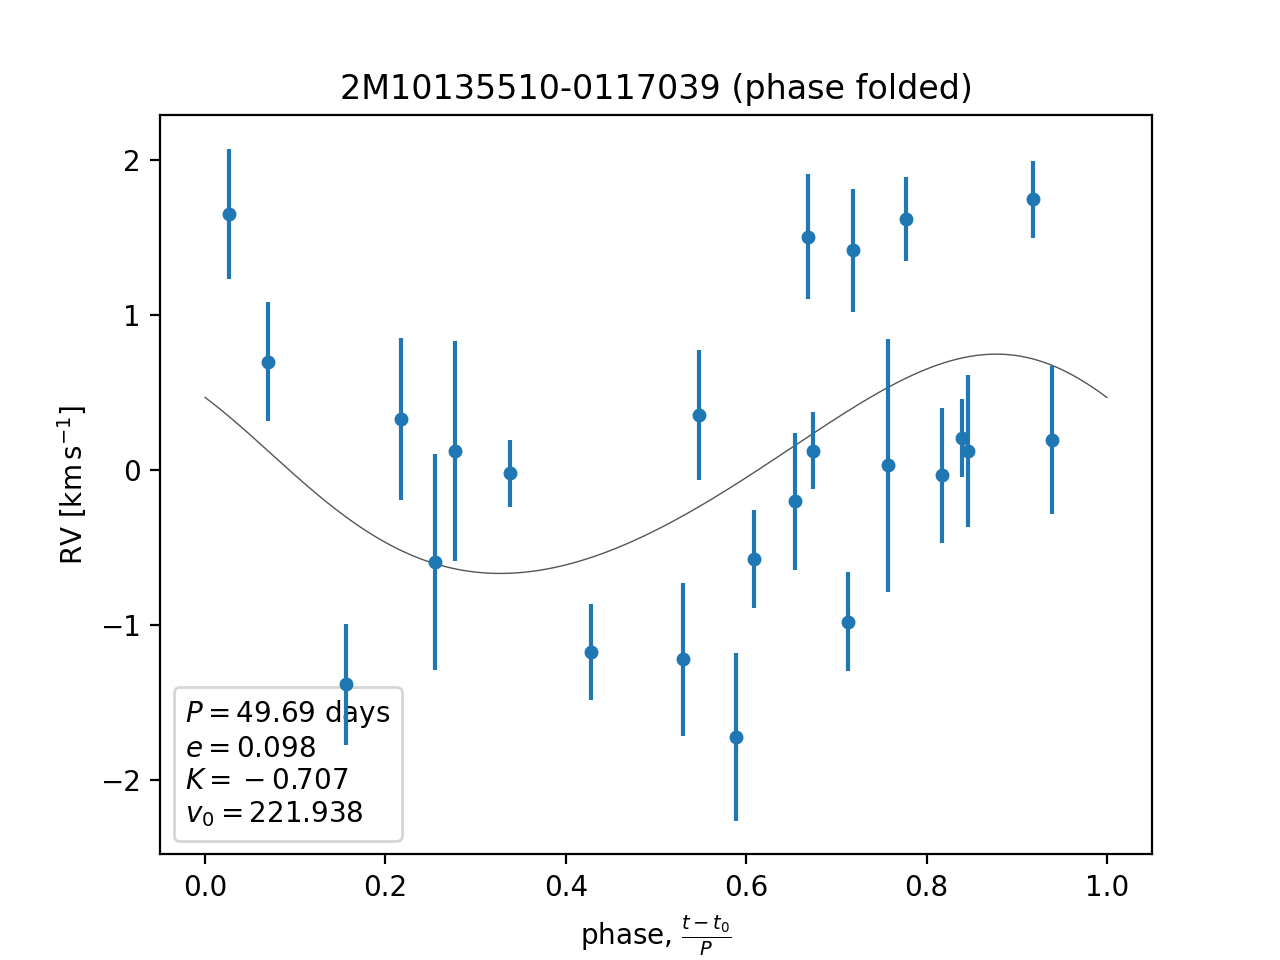 2M10135510-0117039 (phase folded)
RV [km s⁻¹]
2
1
0
−1
−2
P = 49.69 days
e = 0.098
K = −0.707
v₀ = 221.938
0.0 0.2 0.4 0.6 0.8 1.0
phase, (t − t₀)/P